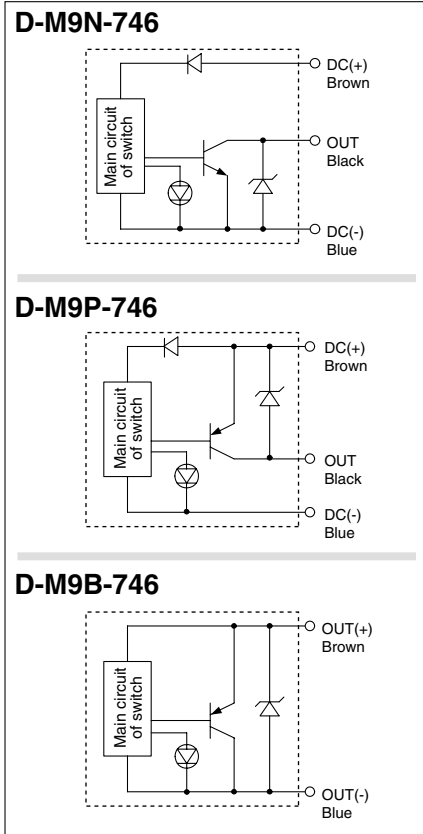 D-M9N-746
DC(+)
Brown
Main circuit
of switch
OUT
Black
DC(-)
Blue
D-M9P-746
DC(+)
Brown
Main circuit
of switch
OUT
Black
DC(-)
Blue
D-M9B-746
OUT(+)
Brown
Main circuit
of switch
OUT(-)
Blue